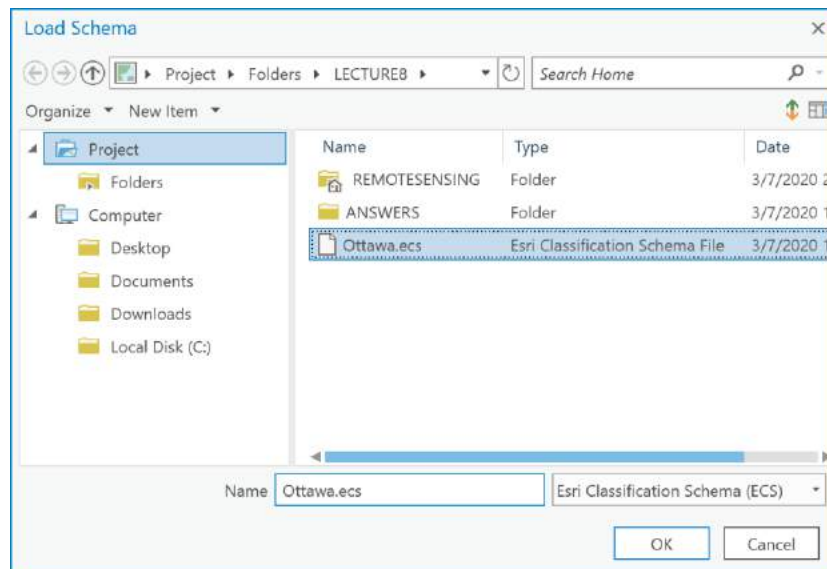 Load Schema
Project Folders LECTURE8 Search Home
Organize New Item
Project Name Type Date
Folders REMOTESENSING Folder 3/7/2020
Computer ANSWERS Folder 3/7/2020
Desktop Ottawa.ecs Esri Classification Schema File 3/7/2020
Documents
Downloads
Local Disk (C:)
Name Ottawa.ecs Esri Classification Schema (ECS)
OK Cancel